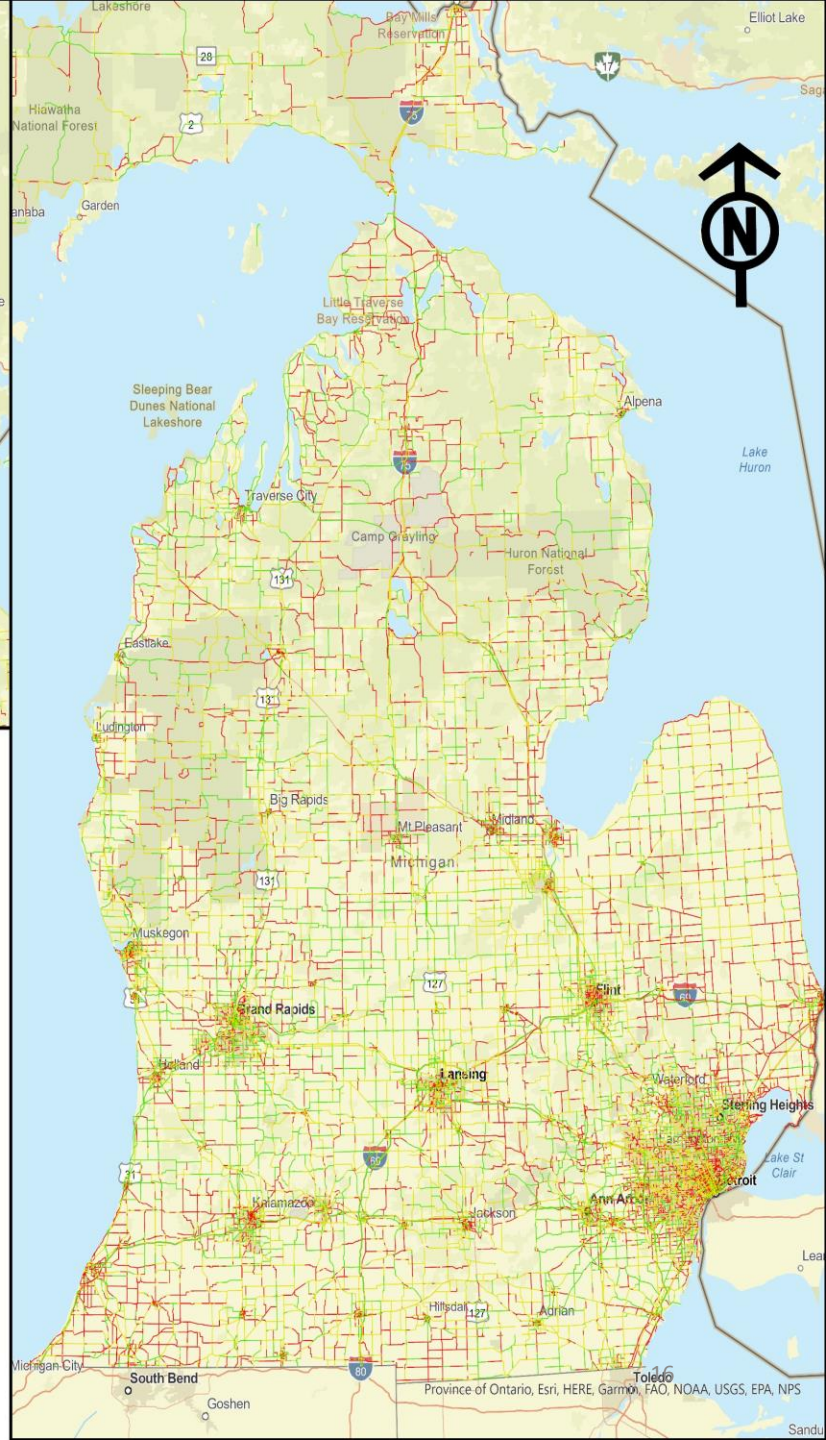 Lakeshore
Bay Mills
Reservation
Elliot Lake
28
17
Hiawatha
National Forest
75
2
Garden
anaba
N
Little Traverse
Bay Reservation
Sleeping Bear
Dunes National
Lakeshore
Alpena
Lake
Huron
75
Traverse City
Camp Grayling
Huron National
Forest
131
Eastlake
131
Ludington
Big Rapids
Mt Pleasant
Midland
Michigan
131
Muskegon
127
Flint
69
Grand Rapids
Holland
Lansing
Waterford
Sterling Heights
69
Lake St
Clair
31
Detroit
Kalamazoo
Ann Arbor
Jackson
Lear
Hillsdale
127
Adrian
Michigan City
80
16
South Bend
Toledo
Province of Ontario, Esri, HERE, Garmin, FAO, NOAA, USGS, EPA, NPS
Goshen
Sandu